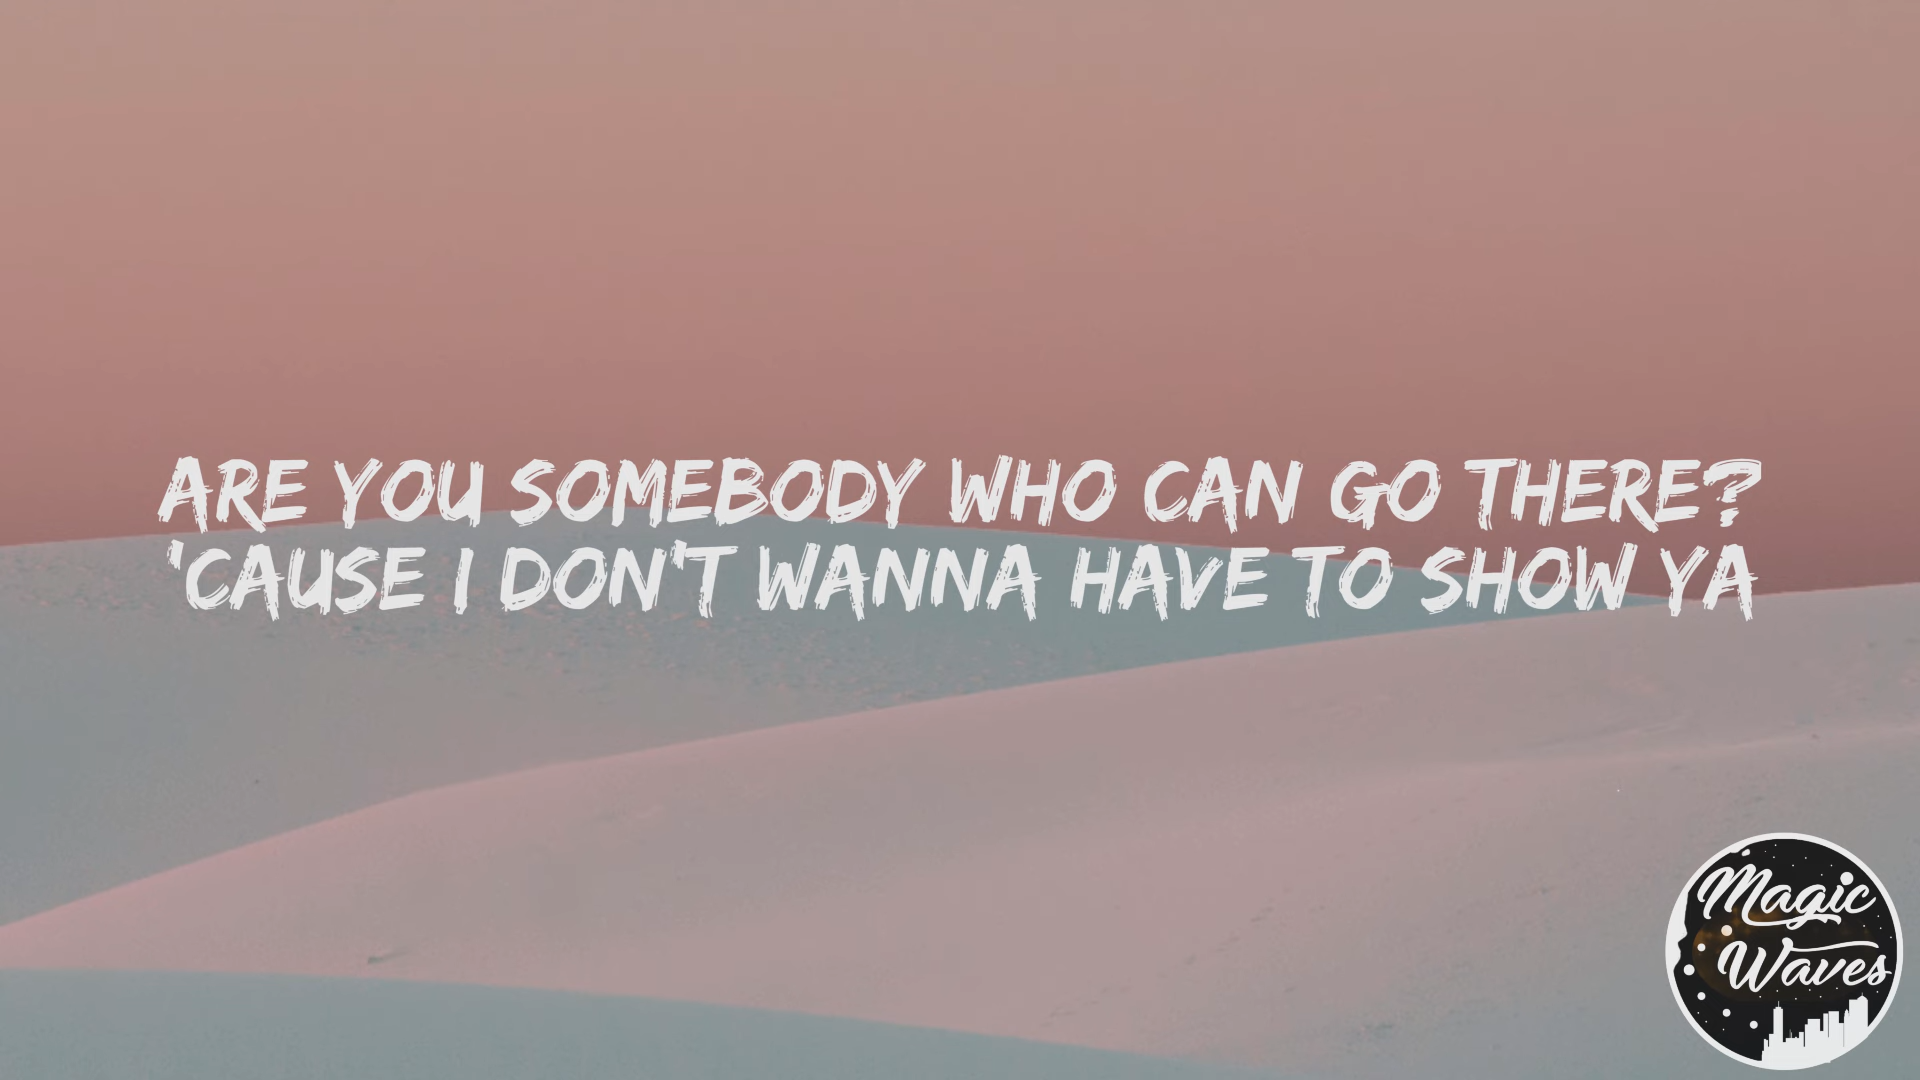 ARE YOU SOMEBODY WHO CAN GO THERE?
'CAUSE I DON'T WANNA HAVE TO SHOW YA
Magic
Waves